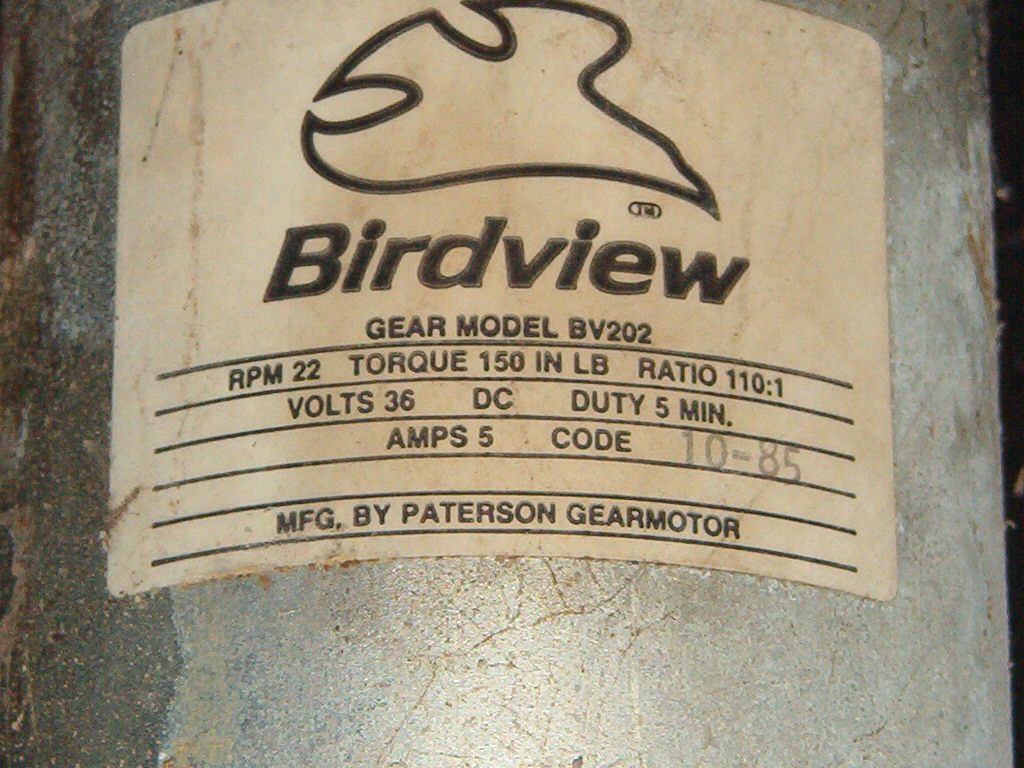 TM
Birdview
GEAR MODEL BV202
RPM 22 TORQUE 150 IN LB RATIO 110:1
VOLTS 36 DC DUTY 5 MIN.
AMPS 5 CODE 10-85
MFG. BY PATERSON GEARMOTOR